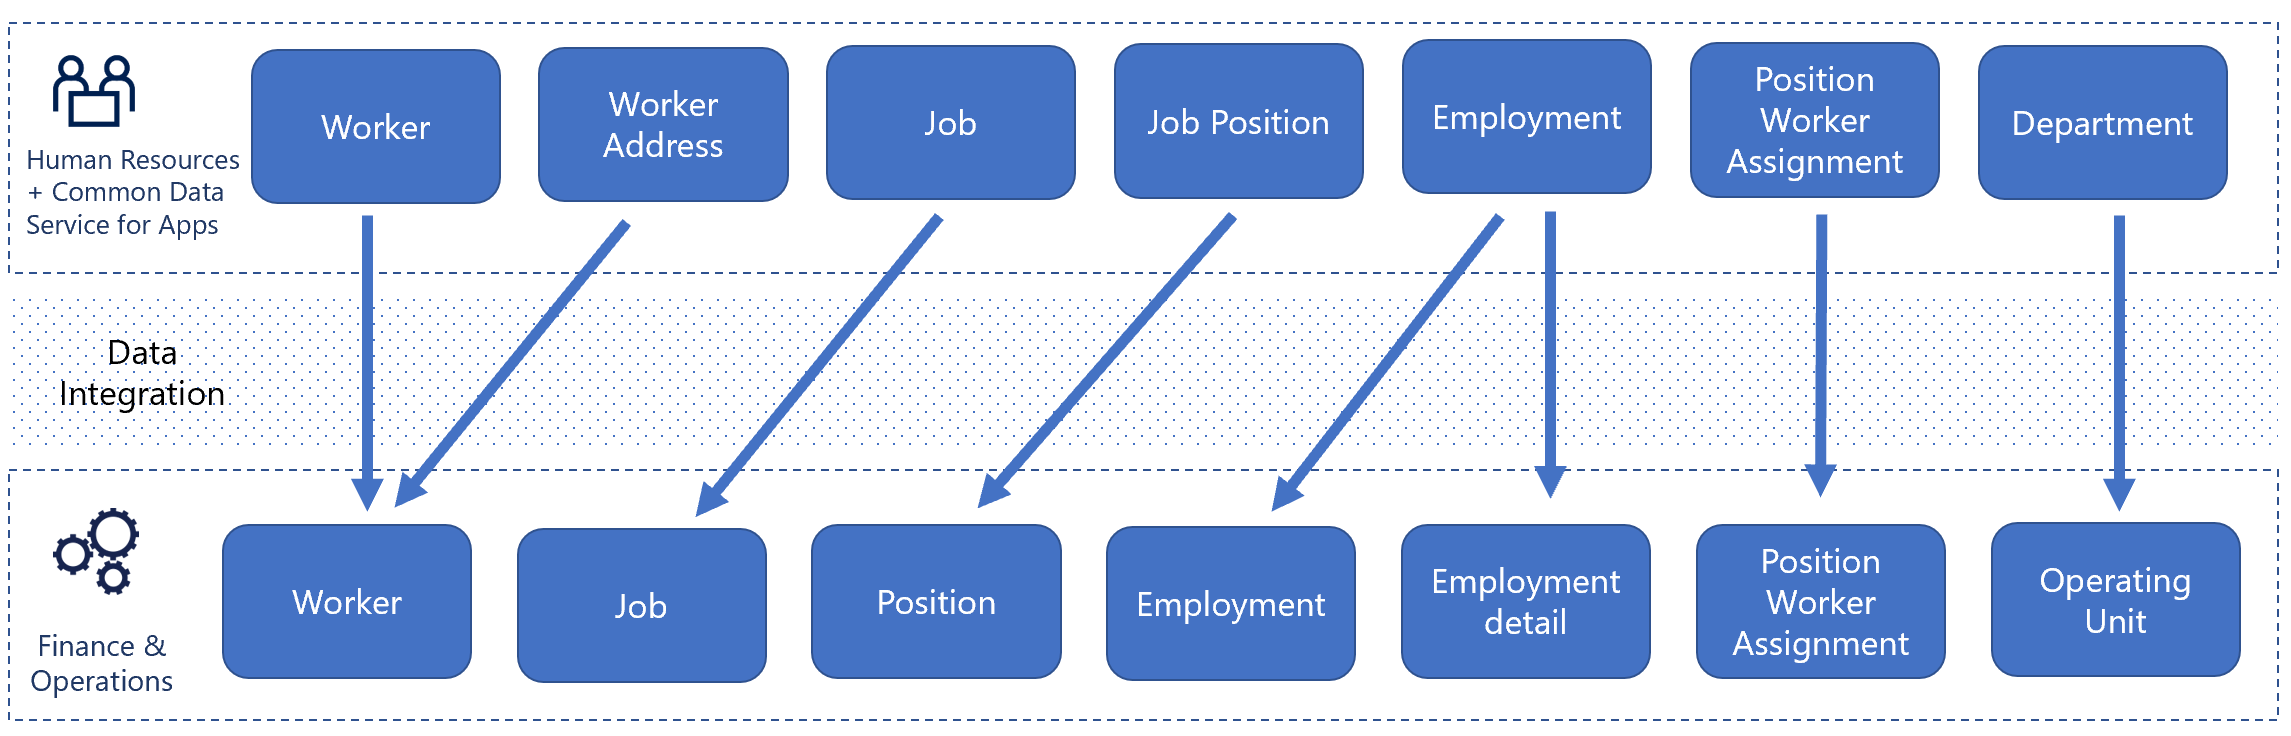 Human Resources
+ Common Data
Service for Apps
Worker
Worker
Address
Job
Job Position
Employment
Position
Worker
Assignment
Department
Data
Integration
Finance &
Operations
Worker
Job
Position
Employment
Employment
detail
Position
Worker
Assignment
Operating
Unit